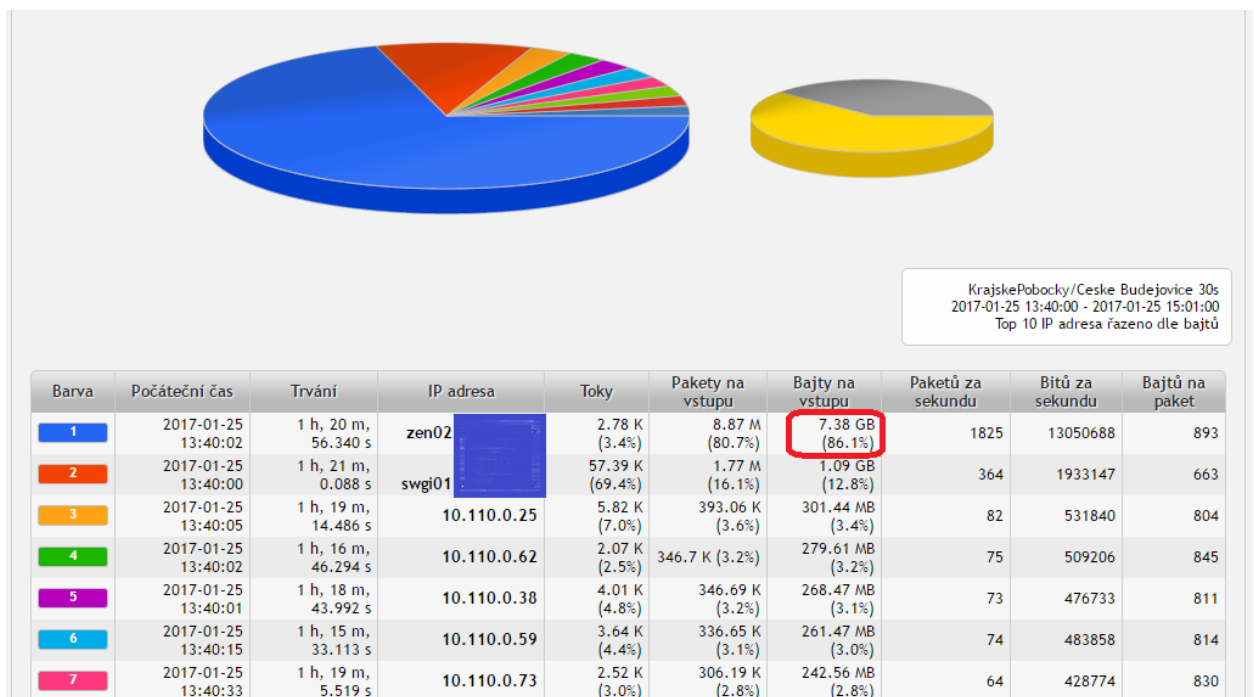 KrajskePobocky/Ceske Budejovice 30s
2017-01-25 13:40:00 - 2017-01-25 15:01:00
Top 10 IP adresa řazeno dle bajtů
Barva Počáteční čas Trvání IP adresa Toky Pakety na vstupu Bajty na vstupu Paketů za sekundu Bitů za sekundu Bajtů na paket
1 2017-01-25 13:40:02 1 h, 20 m, 56.340 s zen02 2.78 K (3.4%) 8.87 M (80.7%) 7.38 GB (86.1%) 1825 13050688 893
2 2017-01-25 13:40:00 1 h, 21 m, 0.088 s swgi01 57.39 K (69.4%) 1.77 M (16.1%) 1.09 GB (12.8%) 364 1933147 663
3 2017-01-25 13:40:05 1 h, 19 m, 14.486 s 10.110.0.25 5.82 K (7.0%) 393.06 K (3.6%) 301.44 MB (3.4%) 82 531840 804
4 2017-01-25 13:40:02 1 h, 16 m, 46.294 s 10.110.0.62 2.07 K (2.5%) 346.7 K (3.2%) 279.61 MB (3.2%) 75 509206 845
5 2017-01-25 13:40:01 1 h, 18 m, 43.992 s 10.110.0.38 4.01 K (4.8%) 346.69 K (3.2%) 268.47 MB (3.1%) 73 476733 811
6 2017-01-25 13:40:15 1 h, 15 m, 33.113 s 10.110.0.59 3.64 K (4.4%) 336.65 K (3.1%) 261.47 MB (3.0%) 74 483858 814
7 2017-01-25 13:40:33 1 h, 19 m, 5.519 s 10.110.0.73 2.52 K (3.0%) 306.19 K (2.8%) 242.56 MB (2.8%) 64 428774 830